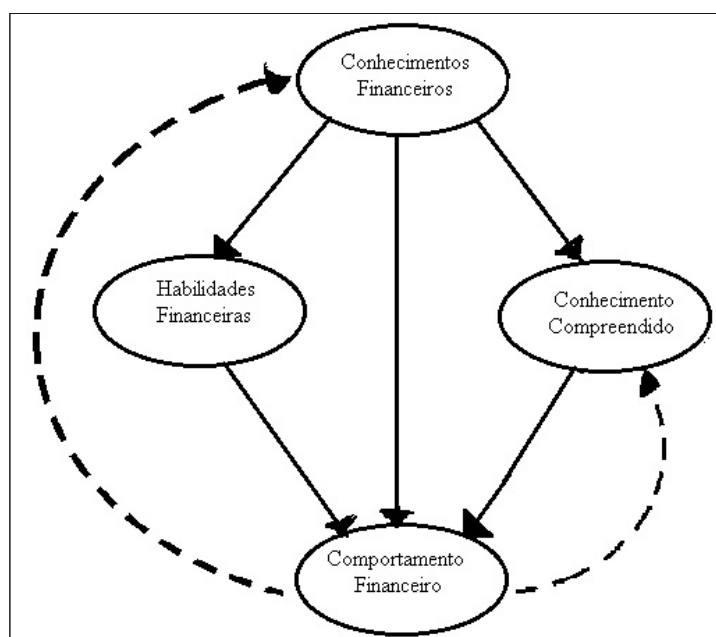 Conhecimentos
Financeiros
Habilidades
Financeiras
Conhecimento
Compreendido
Comportamento
Financeiro